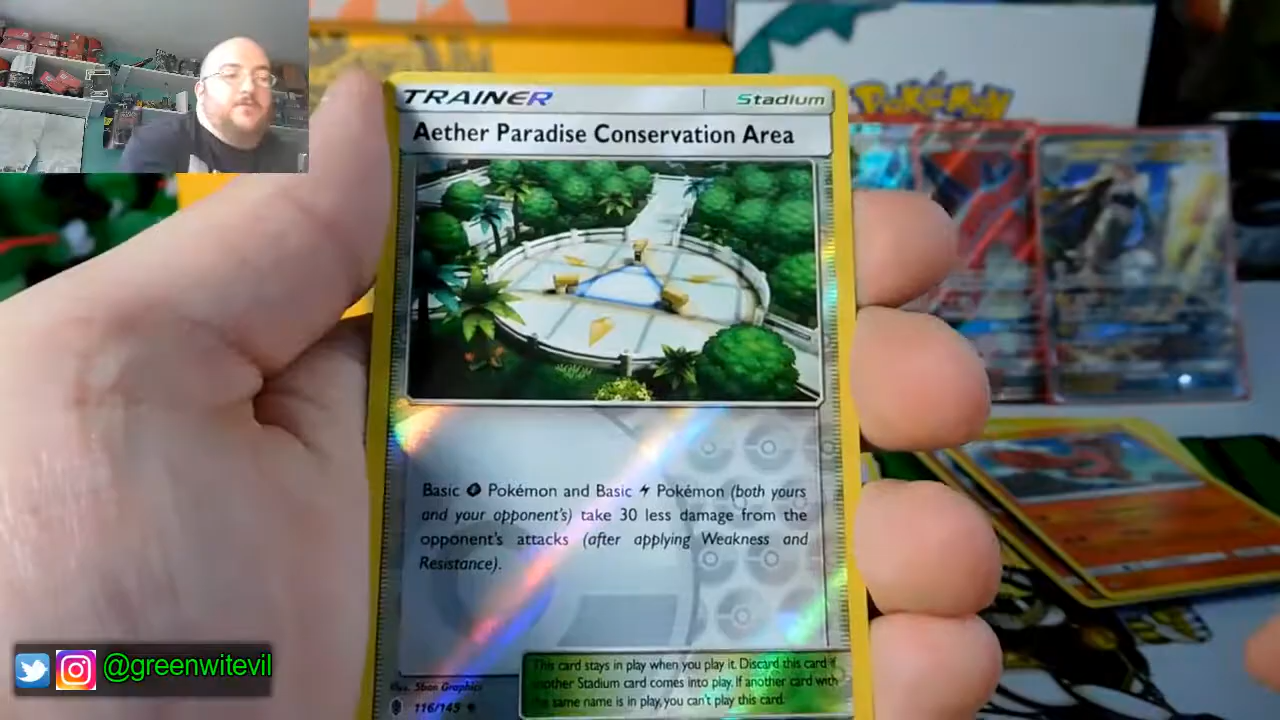 TRAINER
Stadium
Aether Paradise Conservation Area
POKéMON
Basic Pokémon and Basic Pokémon (both yours
and your opponent's) take 30 less damage from the
opponent's attacks (after applying Weakness and
Resistance).
This card stays in play when you play it. Discard this card if
another Stadium card comes into play. If another card with
the same name is in play, you can't play this card.
Illus. 5ban Graphics
116/145
@greenwitevil